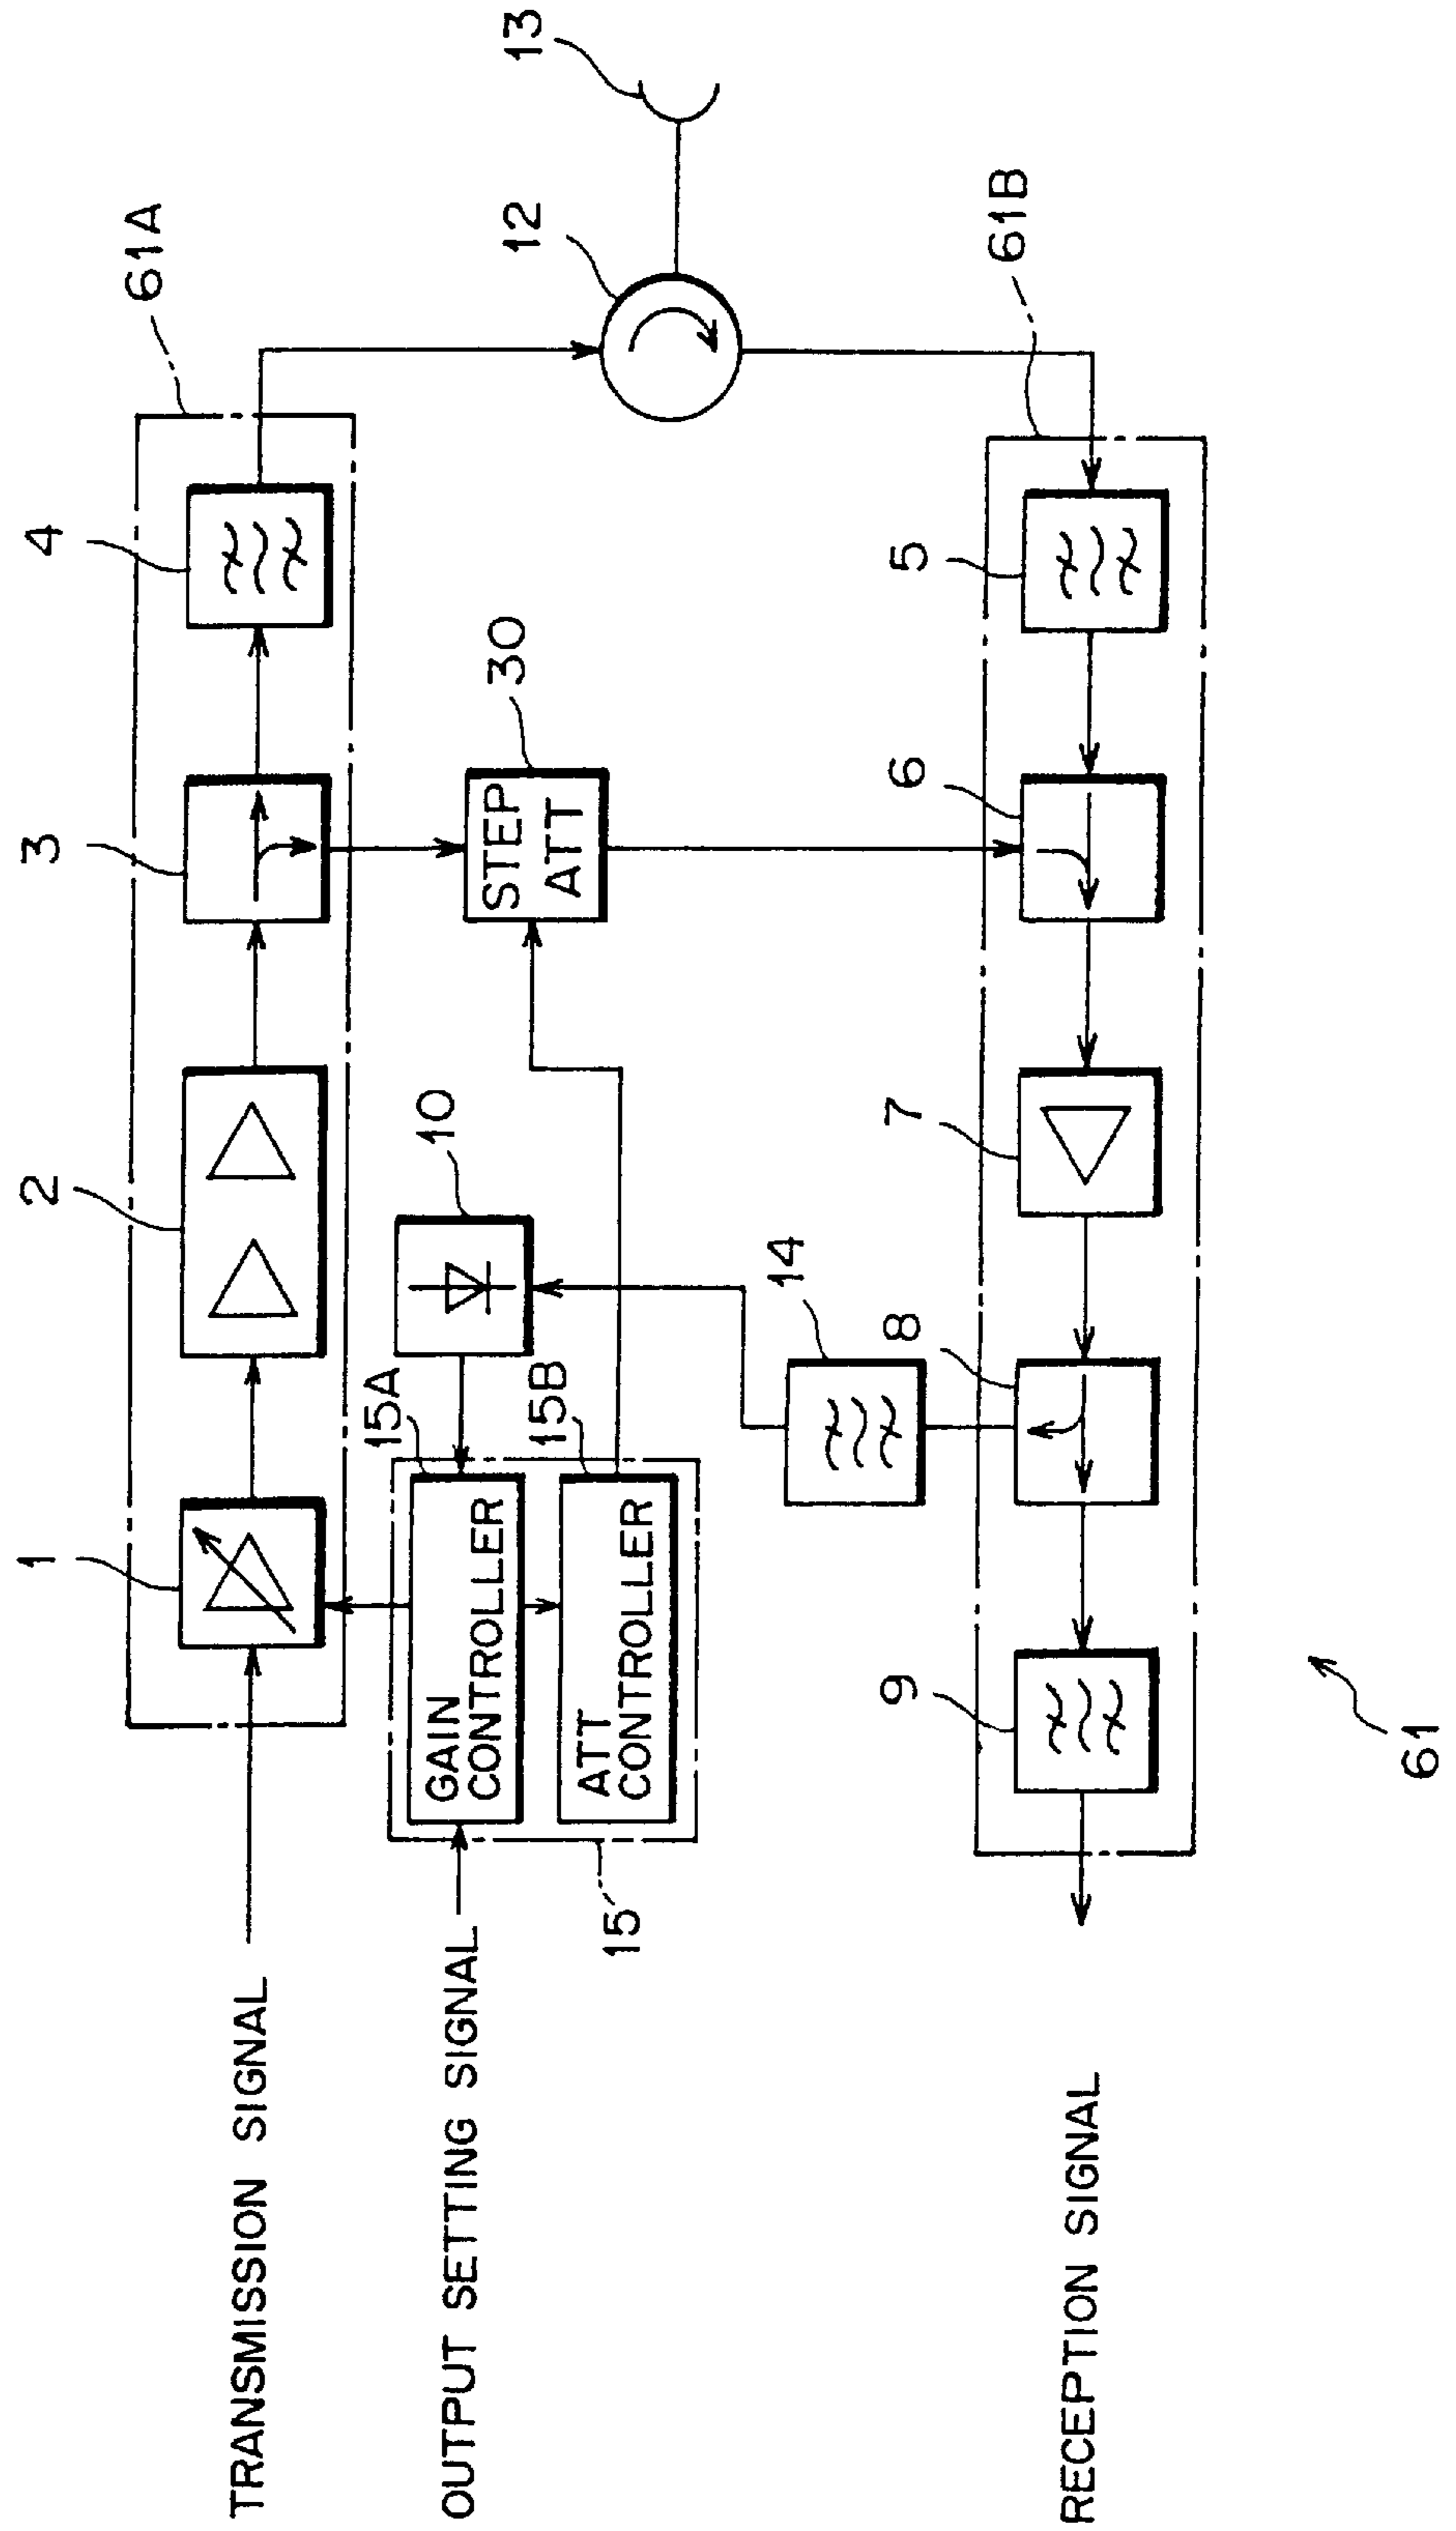 TRANSMISSION SIGNAL
OUTPUT SETTING SIGNAL
RECEPTION SIGNAL
1
2
3
4
61A
13
12
61B
30
STEP
ATT
10
15A
15B
GAIN
CONTROLLER
ATT
CONTROLLER
15
14
5
6
7
8
9
61